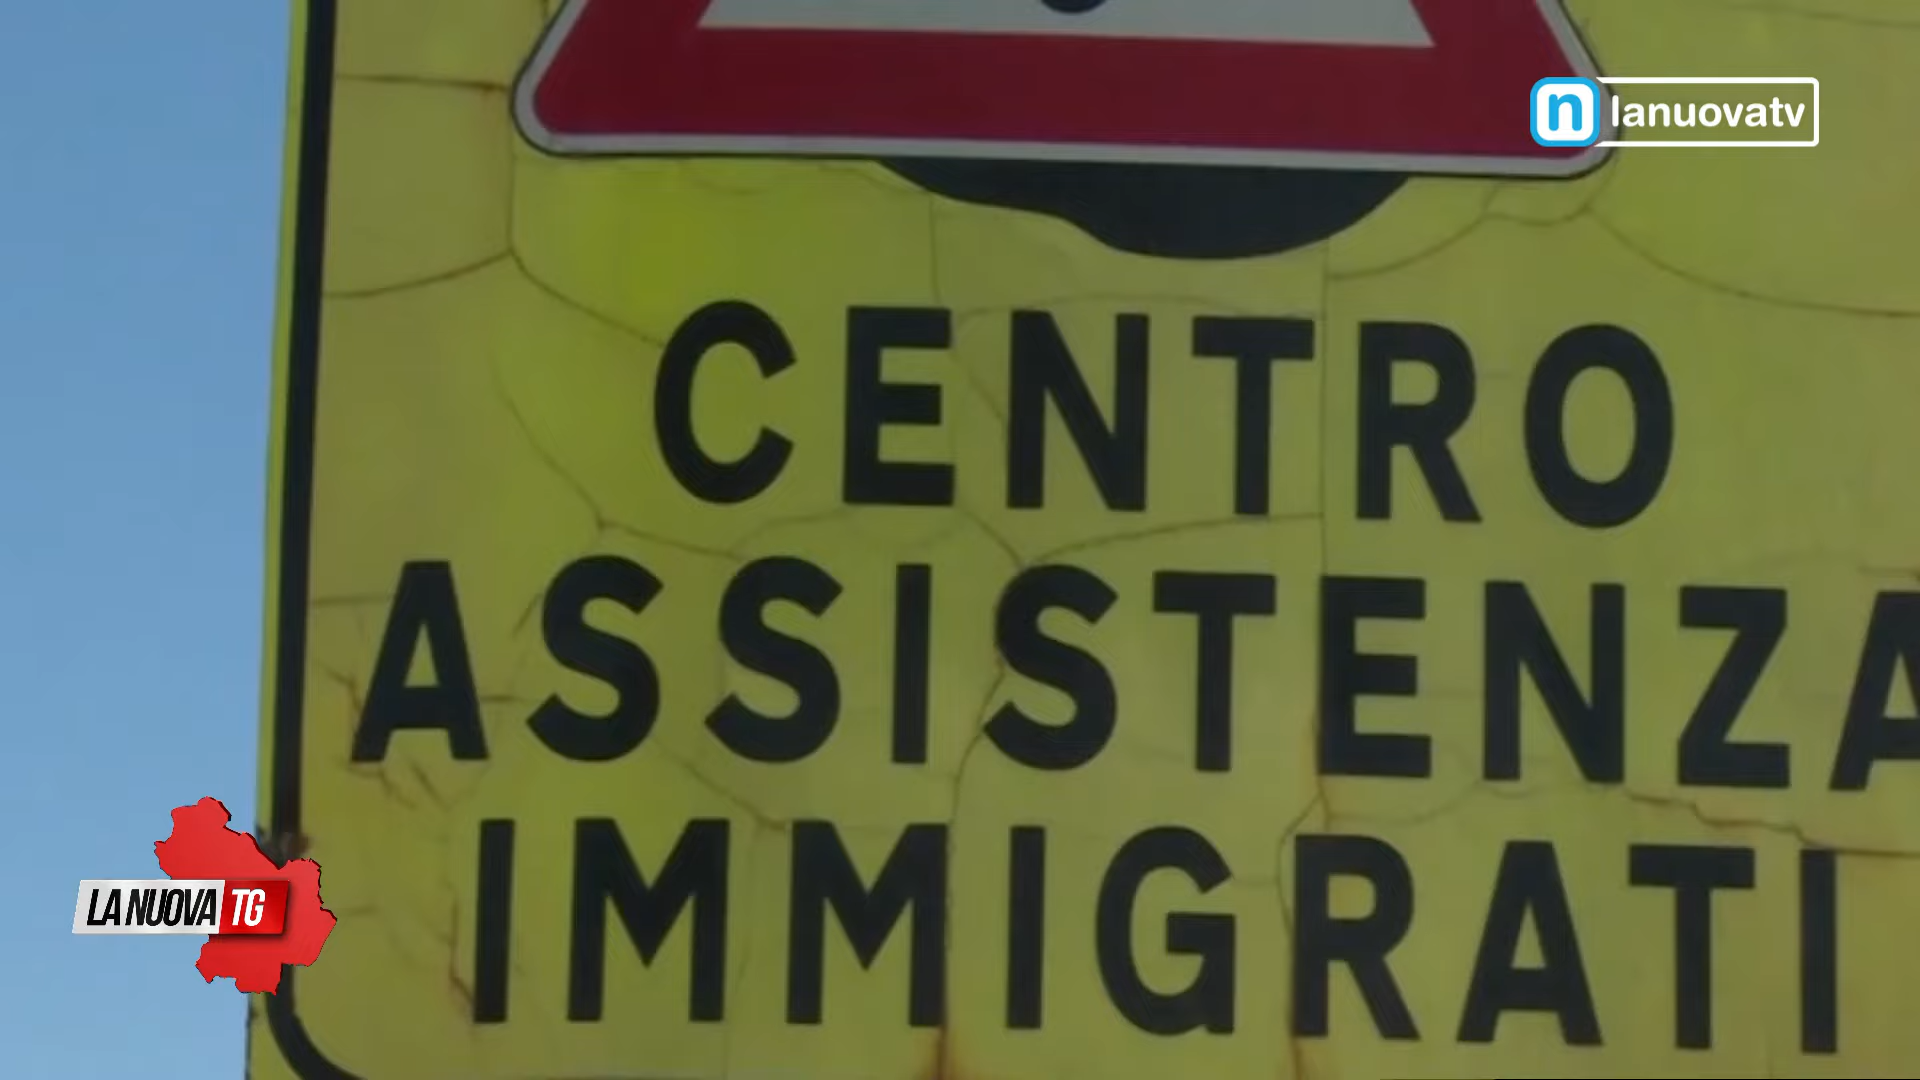 n lanuovatv
CENTRO
ASSISTENZA
IMMIGRATI
LA NUOVA TG